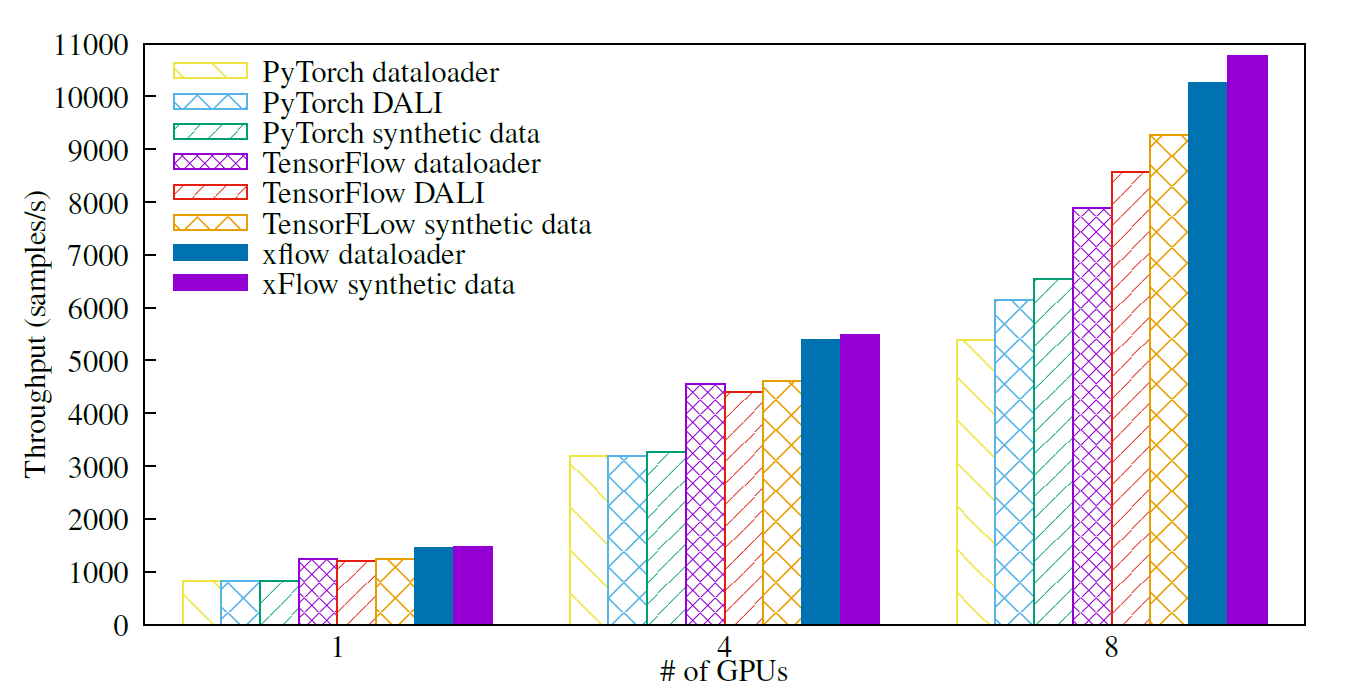 11000
10000
9000
8000
7000
6000
5000
4000
3000
2000
1000
0
Throughput (samples/s)
PyTorch dataloader
PyTorch DALI
PyTorch synthetic data
TensorFlow dataloader
TensorFlow DALI
TensorFLow synthetic data
xflow dataloader
xFlow synthetic data
1 4 8
# of GPUs